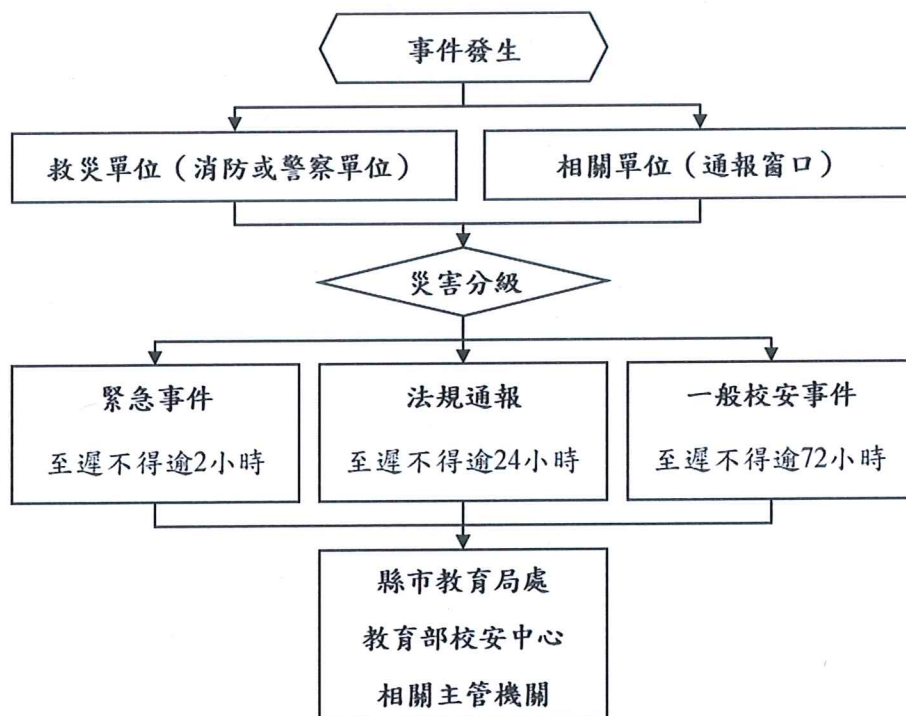 事件發生
救災單位（消防或警察單位）
相關單位（通報窗口）
災害分級
緊急事件
至遲不得逾2小時
法規通報
至遲不得逾24小時
一般校安事件
至遲不得逾72小時
縣市教育局處
教育部校安中心
相關主管機關